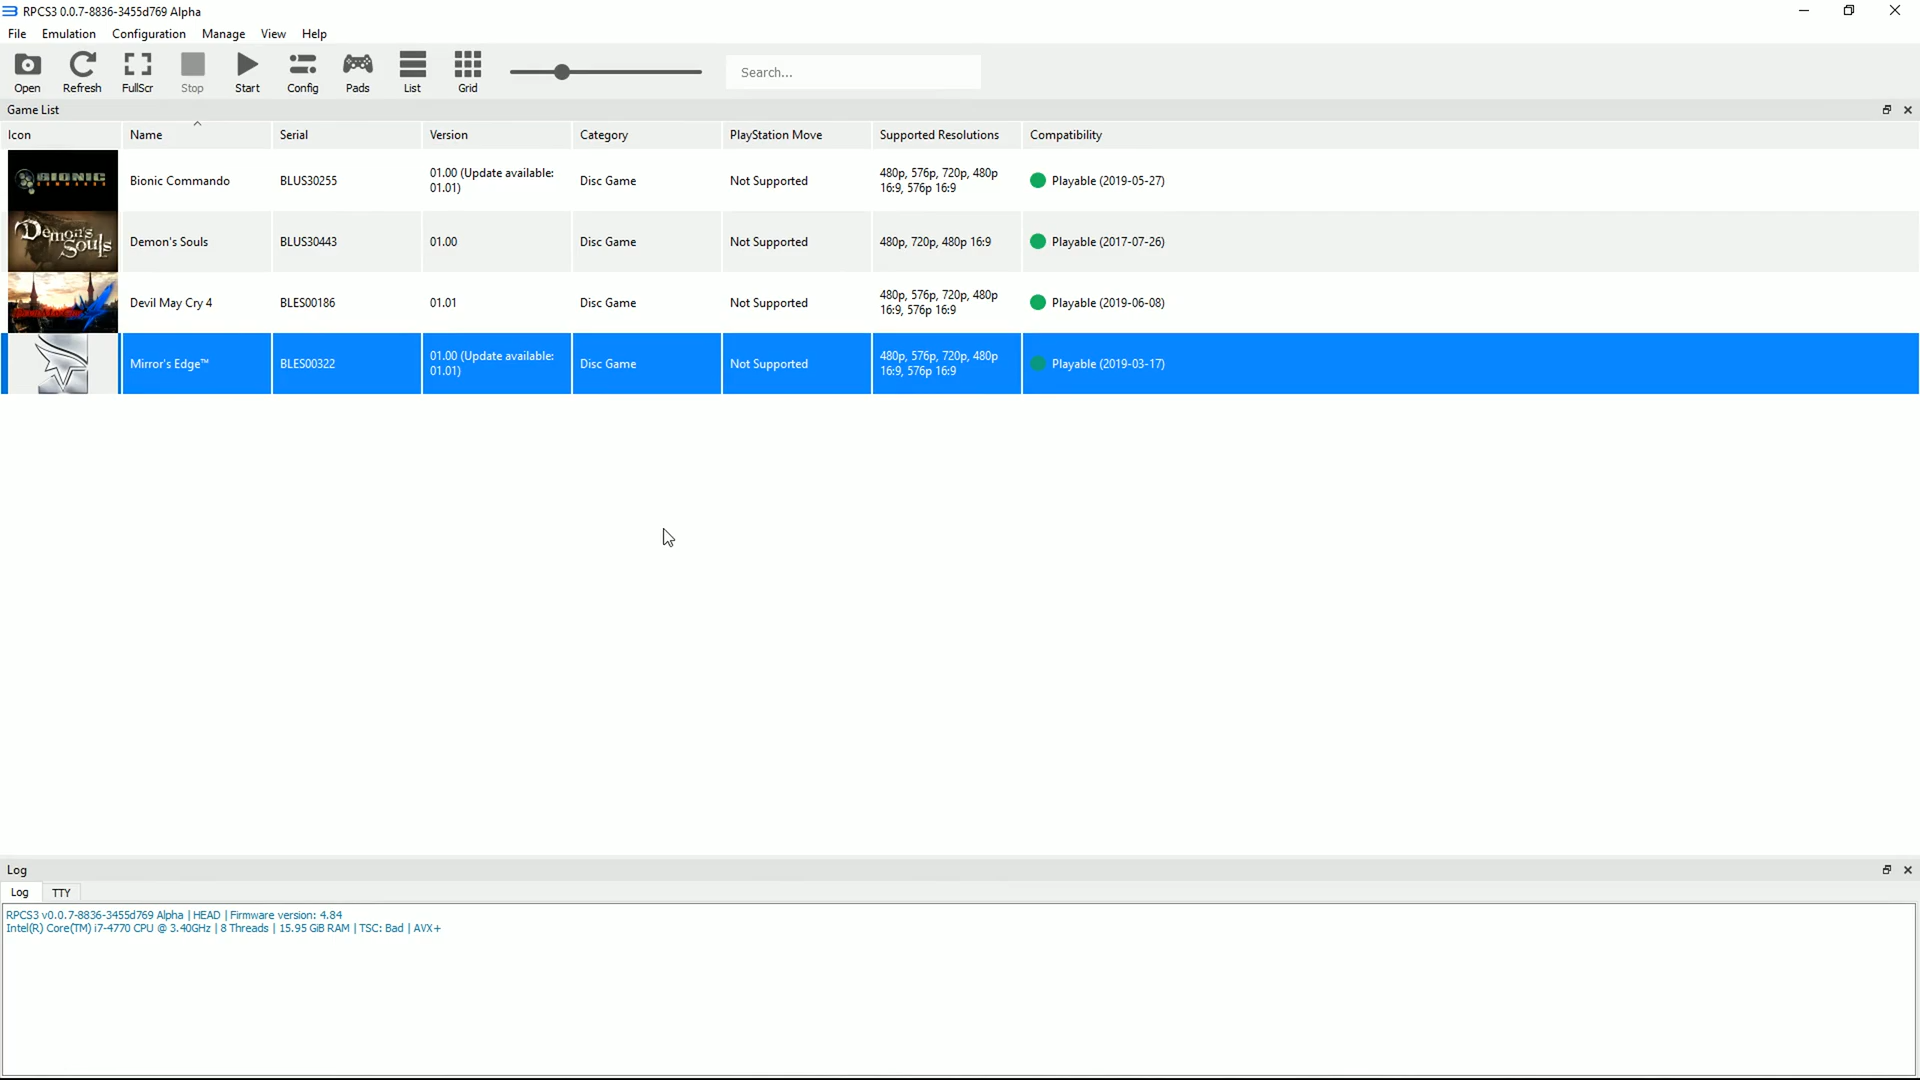 RPCS3 0.0.7-8836-3455d769 Alpha
File Emulation Configuration Manage View Help
Open Refresh FullScr Stop Start Config Pads List Grid Search...
Game List
Icon Name Serial Version Category PlayStation Move Supported Resolutions Compatibility
BIONIC COMMANDO Bionic Commando BLUS30255 01.00 (Update available: 01.01) Disc Game Not Supported 480p, 576p, 720p, 480p 16:9, 576p 16:9 Playable (2019-05-27)
Demon's Souls Demon's Souls BLUS30443 01.00 Disc Game Not Supported 480p, 720p, 480p 16:9 Playable (2017-07-26)
Devil May Cry 4 BLES00186 01.01 Disc Game Not Supported 480p, 576p, 720p, 480p 16:9, 576p 16:9 Playable (2019-06-08)
Mirror's Edge™ BLES00322 01.00 (Update available: 01.01) Disc Game Not Supported 480p, 576p, 720p, 480p 16:9, 576p 16:9 Playable (2019-03-17)
Log
Log TTY
RPCS3 v0.0.7-8836-3455d769 Alpha | HEAD | Firmware version: 4.84
Intel(R) Core(TM) i7-4770 CPU @ 3.40GHz | 8 Threads | 15.95 GiB RAM | TSC: Bad | AVX+